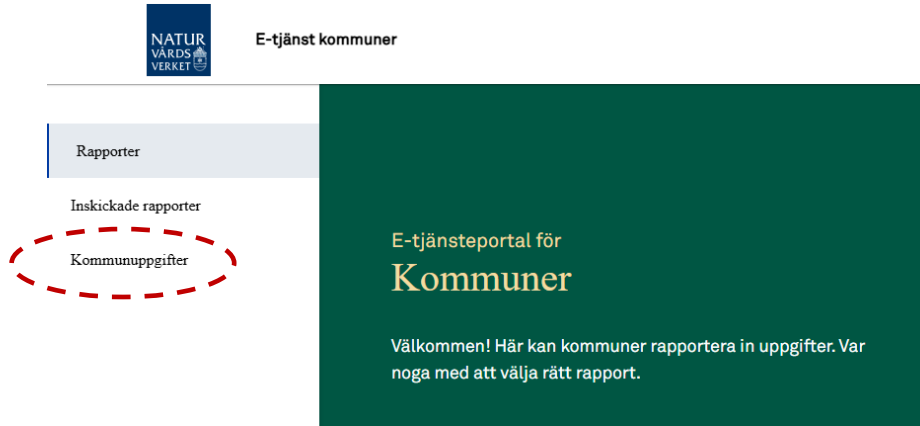 NATUR
VÅRDS
VERKET
E-tjänst kommuner
Rapporter
Inskickade rapporter
Kommunuppgifter
E-tjänsteportal för
Kommuner
Välkommen! Här kan kommuner rapportera in uppgifter. Var
noga med att välja rätt rapport.